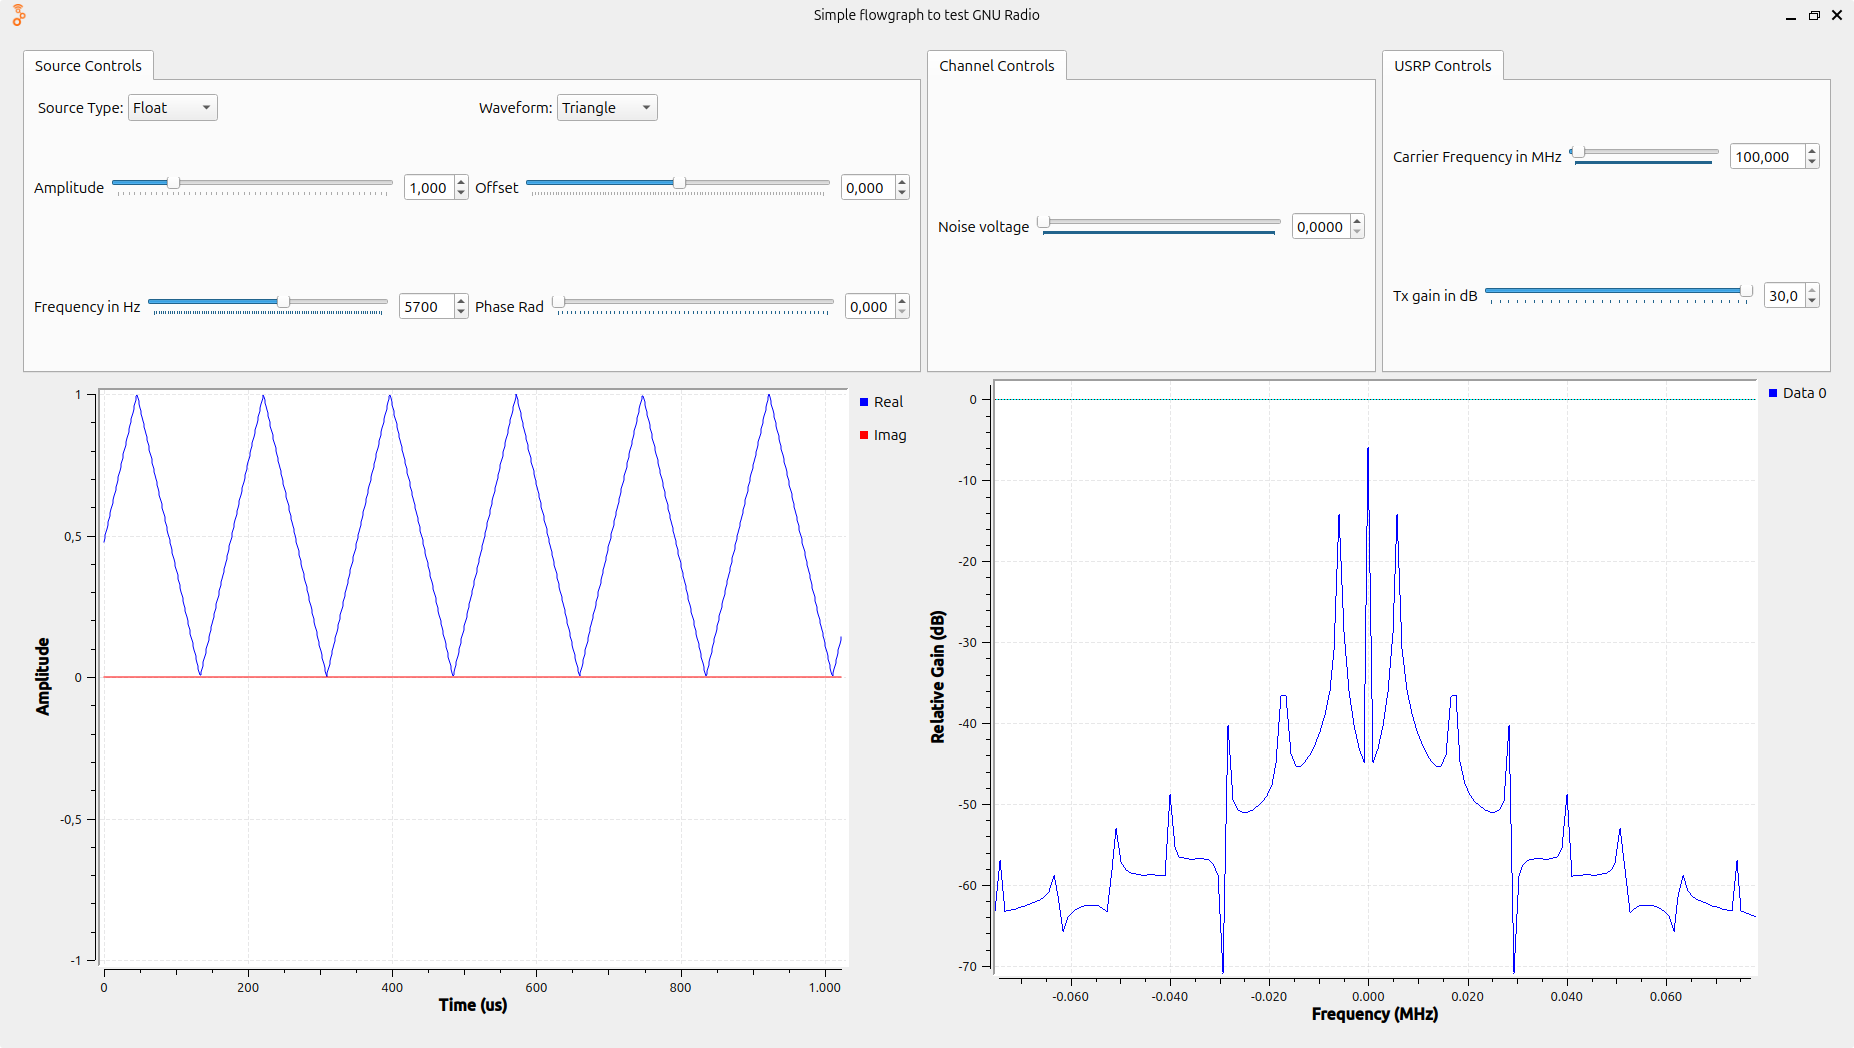 Simple flowgraph to test GNU Radio
Source Controls
Source Type: Float
Waveform: Triangle
Amplitude 1,000
Offset 0,000
Frequency in Hz 5700
Phase Rad 0,000
Channel Controls
Noise voltage 0,0000
USRP Controls
Carrier Frequency in MHz 100,000
Tx gain in dB 30,0
Amplitude
1
0,5
0
-0,5
-1
0 200 400 600 800 1.000
Time (us)
Real
Imag
Relative Gain (dB)
0
-10
-20
-30
-40
-50
-60
-70
-0.060 -0.040 -0.020 0.000 0.020 0.040 0.060
Frequency (MHz)
Data 0